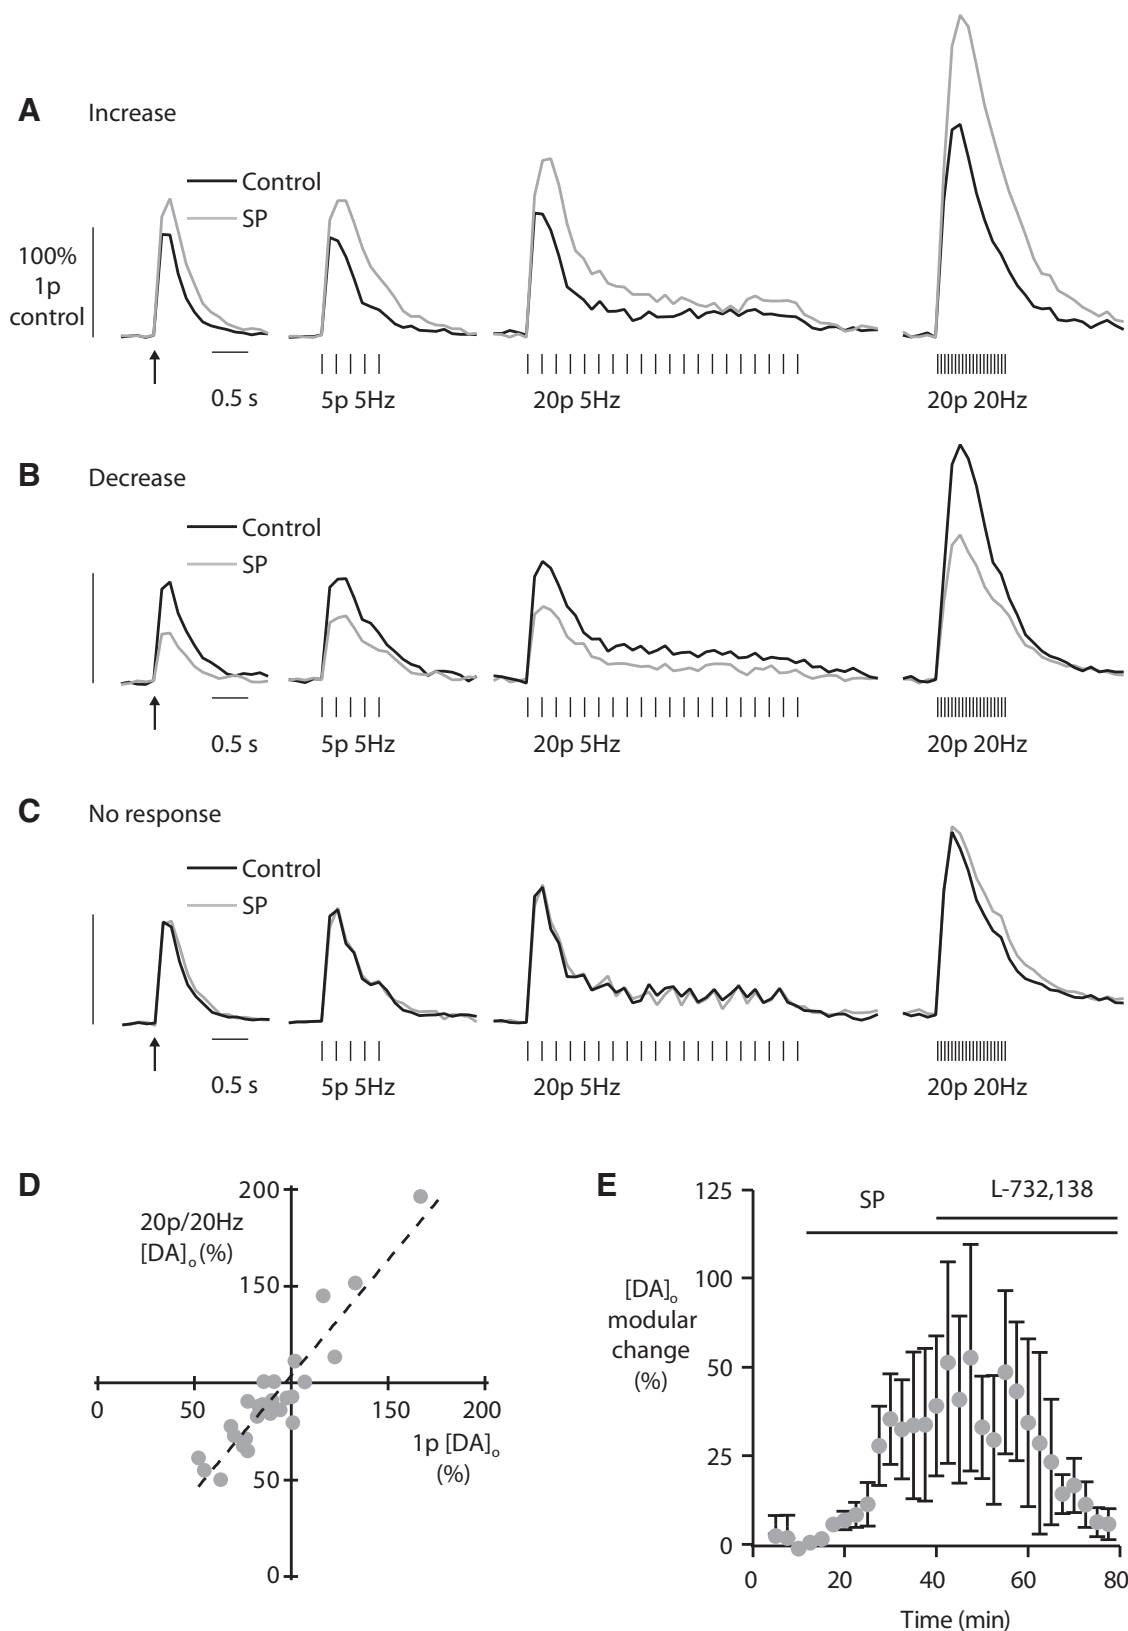 A Increase
Control
SP
100%
1p
control
0.5 s
5p 5Hz
20p 5Hz
20p 20Hz
B Decrease
Control
SP
0.5 s
5p 5Hz
20p 5Hz
20p 20Hz
C No response
Control
SP
0.5 s
5p 5Hz
20p 5Hz
20p 20Hz
D
200
20p/20Hz
[DA]o (%)
150
0 50 150 200
1p [DA]o
(%)
50
0
E
125
SP
L-732,138
100
[DA]o
modular
change
(%)
50
25
0
0 20 40 60 80
Time (min)